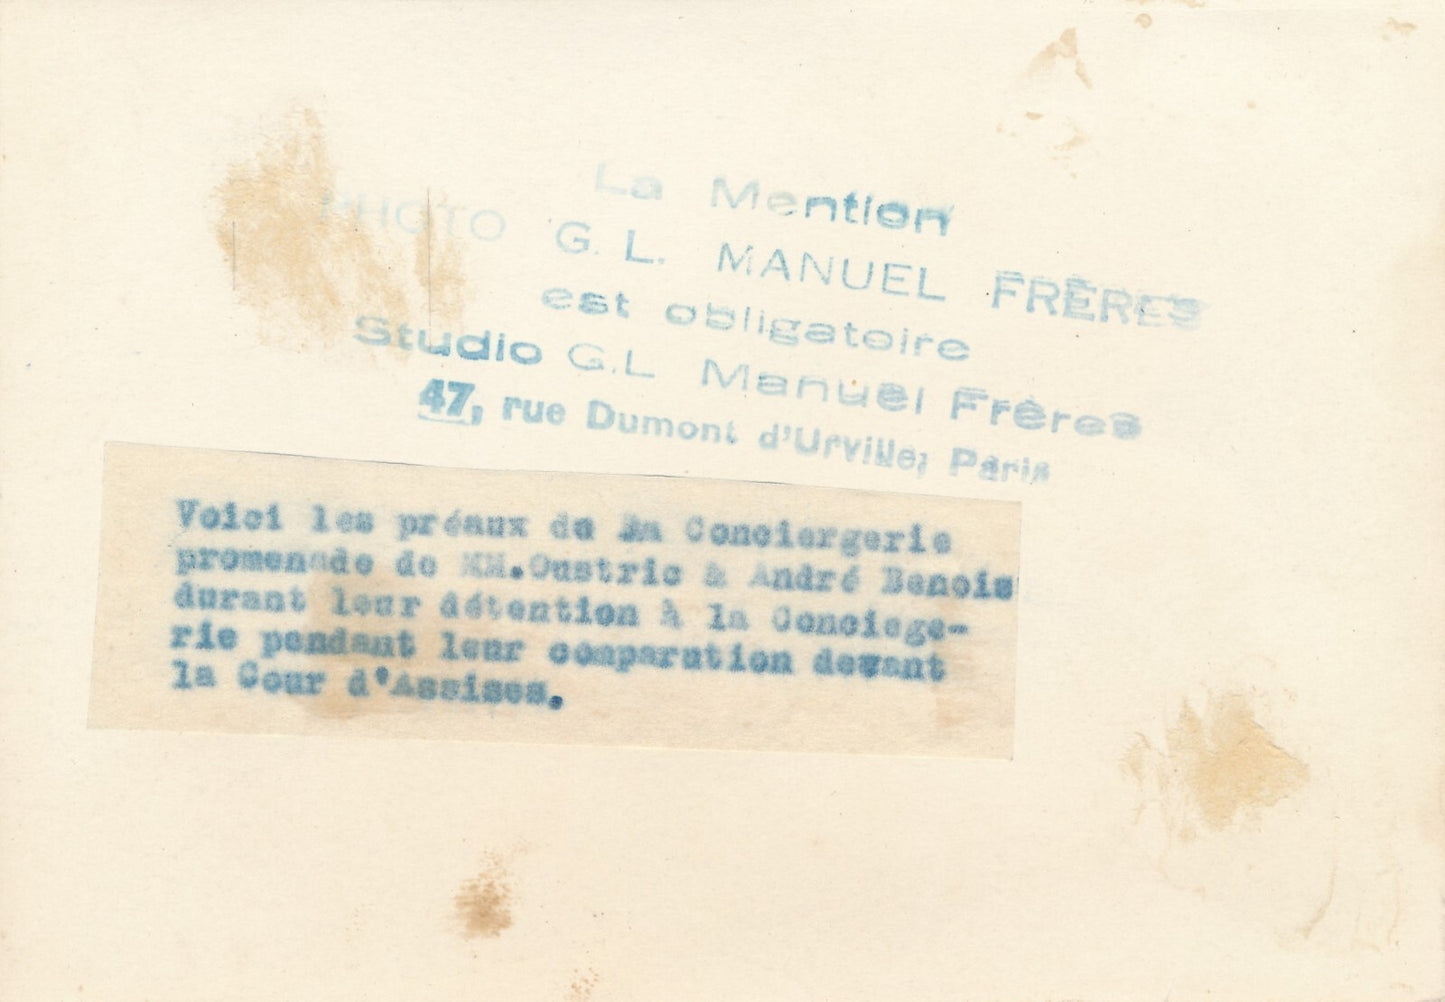 La Mention
PHOTO G. L. MANUEL FRÈRES
est obligatoire
Studio G.L Manuel Frères
47, rue Dumont d'Urville, Paris
Voici les préaux de la Conciergerie
promenade de MM.Oustric & André Benois
durant leur détention à la Conciege-
rie pendant leur comparution devant
la Cour d'Assises.